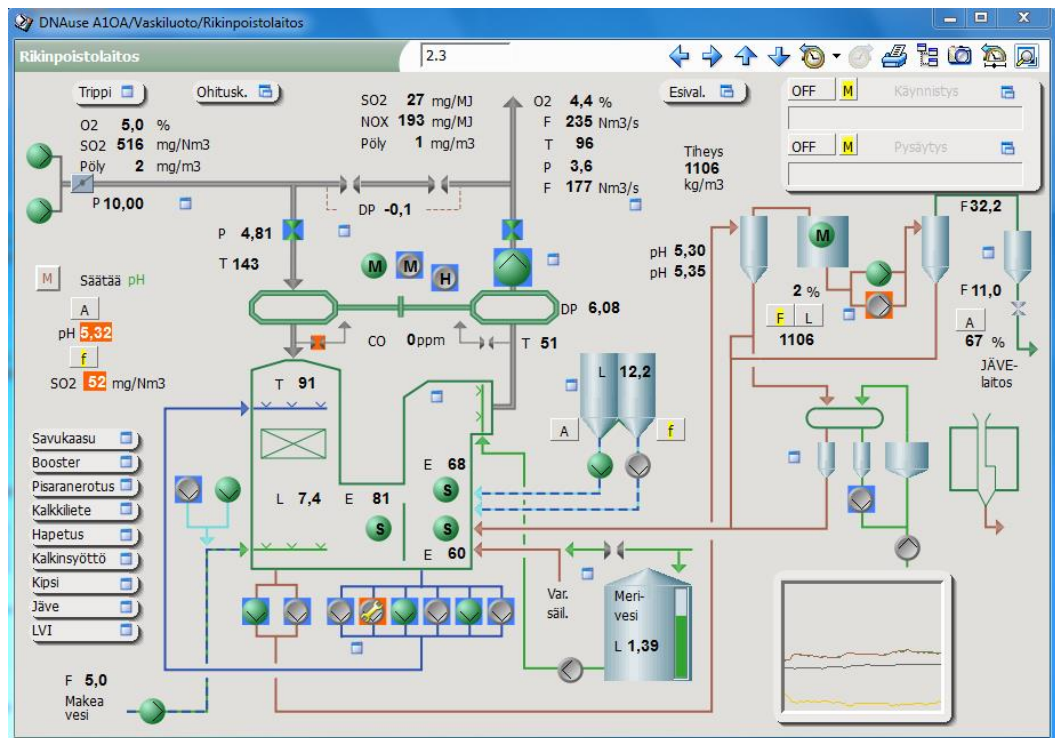 DNAuse A1OA/Vaskiluoto/Rikinpoistolaitos
Rikinpoistolaitos
2.3
Trippi
Ohitusk.
O2 5,0 %
SO2 516 mg/Nm3
Pöly 2 mg/m3
P 10,00
SO2 27 mg/MJ
NOX 193 mg/MJ
Pöly 1 mg/m3
DP -0,1
O2 4,4 %
F 235 Nm3/s
T 96
P 3,6
F 177 Nm3/s
Esival.
Tiheys
1106
kg/m3
OFF M Käynnistys
OFF M Pysäytys
P 4,81
T 143
M M H
DP 6,08
CO 0ppm
T 51
pH 5,30
pH 5,35
M
2 %
F L
1106
F 32,2
F 11,0
A
67 %
JÄVE-
laitos
M Säätää pH
A
pH 5,32
f
SO2 52 mg/Nm3
T 91
L 7,4
E 81
S
E 68
S
S
E 60
L 12,2
A
f
Savukaasu
Booster
Pisaranerotus
Kalkkiliete
Hapetus
Kalkinsyöttö
Kipsi
Jäve
LVI
Var.
säil.
Meri-
vesi
L 1,39
F 5,0
Makea
vesi